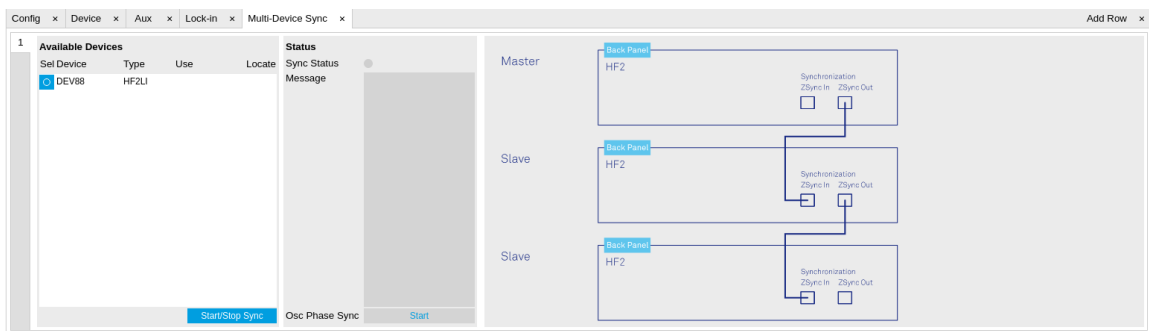 Config × Device × Aux × Lock-in × Multi-Device Sync × Add Row ×
1
Available Devices
Sel Device Type Use Locate
DEV88 HF2LI
Start/Stop Sync
Status
Sync Status
Message
Osc Phase Sync Start
Master
Back Panel
HF2
Synchronization
ZSync In ZSync Out
Slave
Back Panel
HF2
Synchronization
ZSync In ZSync Out
Slave
Back Panel
HF2
Synchronization
ZSync In ZSync Out